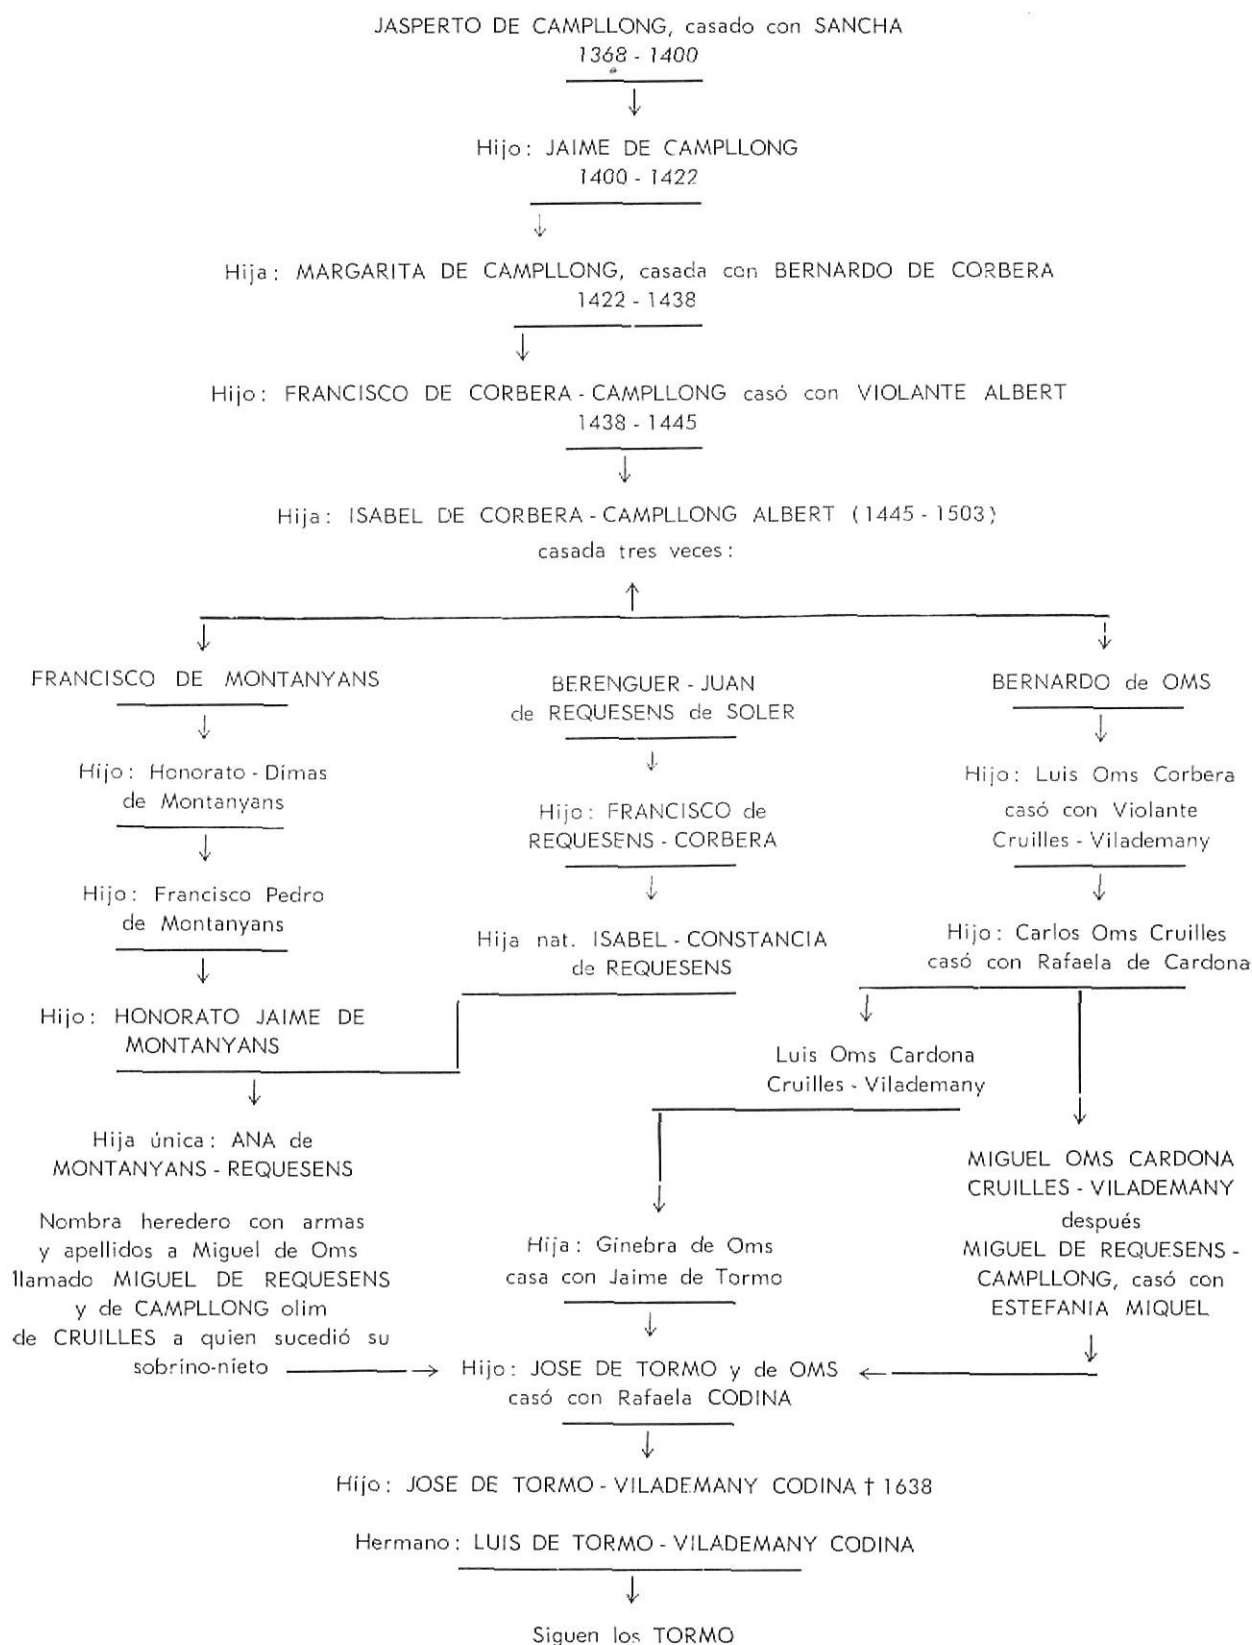 JASPERTO DE CAMPLLONG, casado con SANCHA
1368 - 1400
Hijo: JAIME DE CAMPLLONG
1400 - 1422
Hija: MARGARITA DE CAMPLLONG, casada con BERNARDO DE CORBERA
1422 - 1438
Hijo: FRANCISCO DE CORBERA - CAMPLLONG casó con VIOLANTE ALBERT
1438 - 1445
Hija: ISABEL DE CORBERA - CAMPLLONG ALBERT (1445 - 1503)
casada tres veces:
FRANCISCO DE MONTANYANS
Hijo: Honorato - Dimas
de Montanyans
Hijo: Francisco Pedro
de Montanyans
Hijo: HONORATO JAIME DE
MONTANYANS
BERENGUER - JUAN
de REQUESENS de SOLER
Hijo: FRANCISCO de
REQUESENS - CORBERA
Hija nat. ISABEL - CONSTANCIA
de REQUESENS
BERNARDO de OMS
Hijo: Luis Oms Corbera
casó con Violante
Cruilles - Vilademany
Hijo: Carlos Oms Cruilles
casó con Rafaela de Cardona
Luis Oms Cardona
Cruilles - Vilademany
Hija única: ANA de
MONTANYANS - REQUESENS
Nombra heredero con armas
y apellidos a Miguel de Oms
llamado MIGUEL DE REQUESENS
y de CAMPLLONG olim
de CRUILLES a quien sucedió su
sobrino-nieto
Hija: Ginebra de Oms
casa con Jaime de Tormo
MIGUEL OMS CARDONA
CRUILLES - VILADEMANY
después
MIGUEL DE REQUESENS -
CAMPLLONG, casó con
ESTEFANIA MIQUEL
Hijo: JOSE DE TORMO y de OMS
casó con Rafaela CODINA
Hijo: JOSE DE TORMO - VILADEMANY CODINA † 1638
Hermano: LUIS DE TORMO - VILADEMANY CODINA
Siguen los TORMO